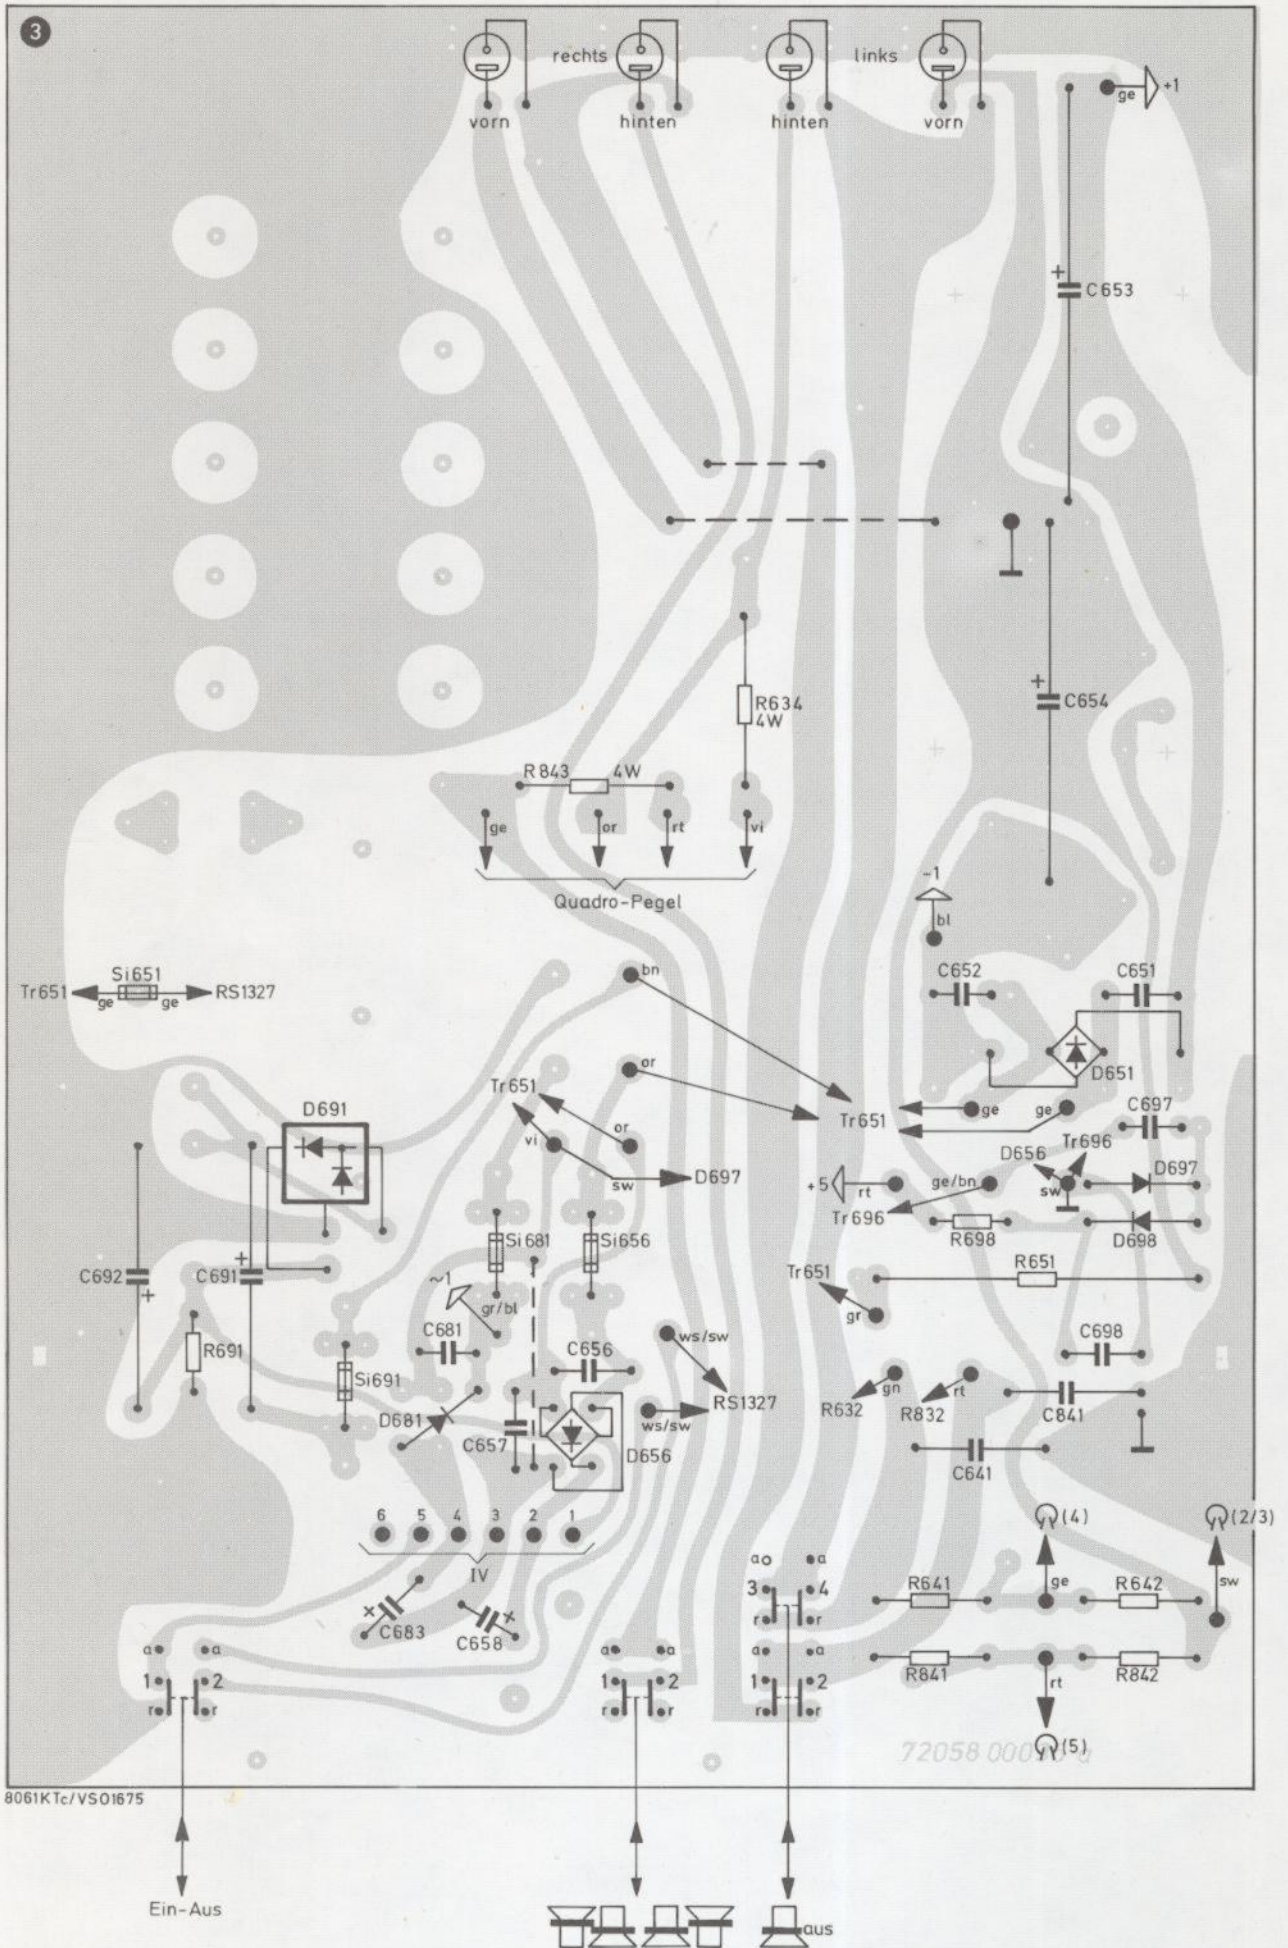 3
rechts
links
vorn
hinten
hinten
vorn
ge
+1
+
C653
+
C654
R634
4W
R843
4W
ge
or
rt
vi
Quadro-Pegel
-1
bl
bn
C652
C651
Tr651
ge
Si651
ge
RS1327
D651
or
Tr651
Tr651
ge
ge
C697
D691
vi
or
sw
D697
D656
Tr696
D697
+5
rt
ge/bn
sw
Tr696
R698
D698
Si681
Si656
C692
+
C691
+
Tr651
R651
~1
gr/bl
gr
R691
C681
C656
ws/sw
C698
Si691
RS1327
R632
gn
R832
rt
C841
D681
C657
ws/sw
D656
C641
6
5
4
3
2
1
IV
(4)
(2/3)
a
a
3
4
r
r
R641
ge
R642
sw
+
C683
+
C658
a
a
1
2
r
r
a
a
1
2
r
r
a
a
1
2
r
r
R841
rt
R842
(5)
8061KTc/VS01675
Ein-Aus
aus